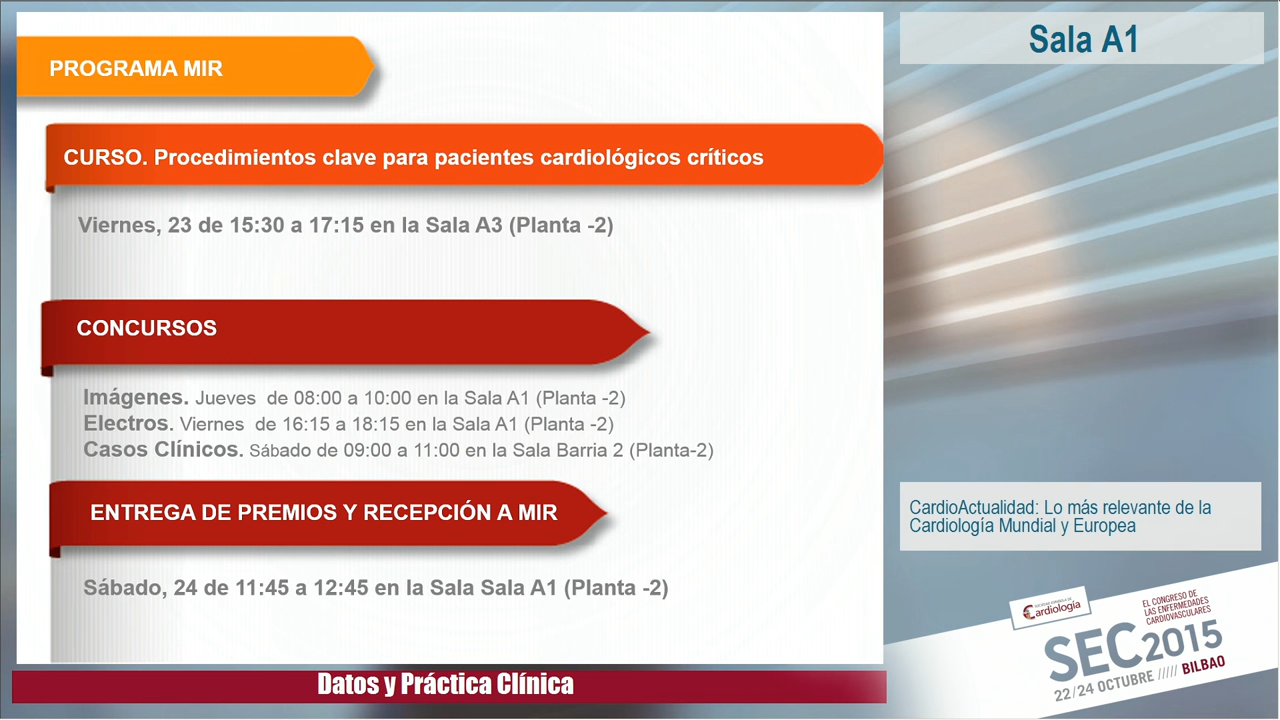 PROGRAMA MIR
CURSO. Procedimientos clave para pacientes cardiológicos críticos
Viernes, 23 de 15:30 a 17:15 en la Sala A3 (Planta -2)
CONCURSOS
Imágenes. Jueves de 08:00 a 10:00 en la Sala A1 (Planta -2)
Electros. Viernes de 16:15 a 18:15 en la Sala A1 (Planta -2)
Casos Clínicos. Sábado de 09:00 a 11:00 en la Sala Barria 2 (Planta-2)
ENTREGA DE PREMIOS Y RECEPCIÓN A MIR
Sábado, 24 de 11:45 a 12:45 en la Sala Sala A1 (Planta -2)
Datos y Práctica Clínica
Sala A1
CardioActualidad: Lo más relevante de la
Cardiología Mundial y Europea
SOCIEDAD ESPAÑOLA DE
Cardiología
EL CONGRESO DE
LAS ENFERMEDADES
CARDIOVASCULARES
SEC2015
22/24 OCTUBRE ///// BILBAO